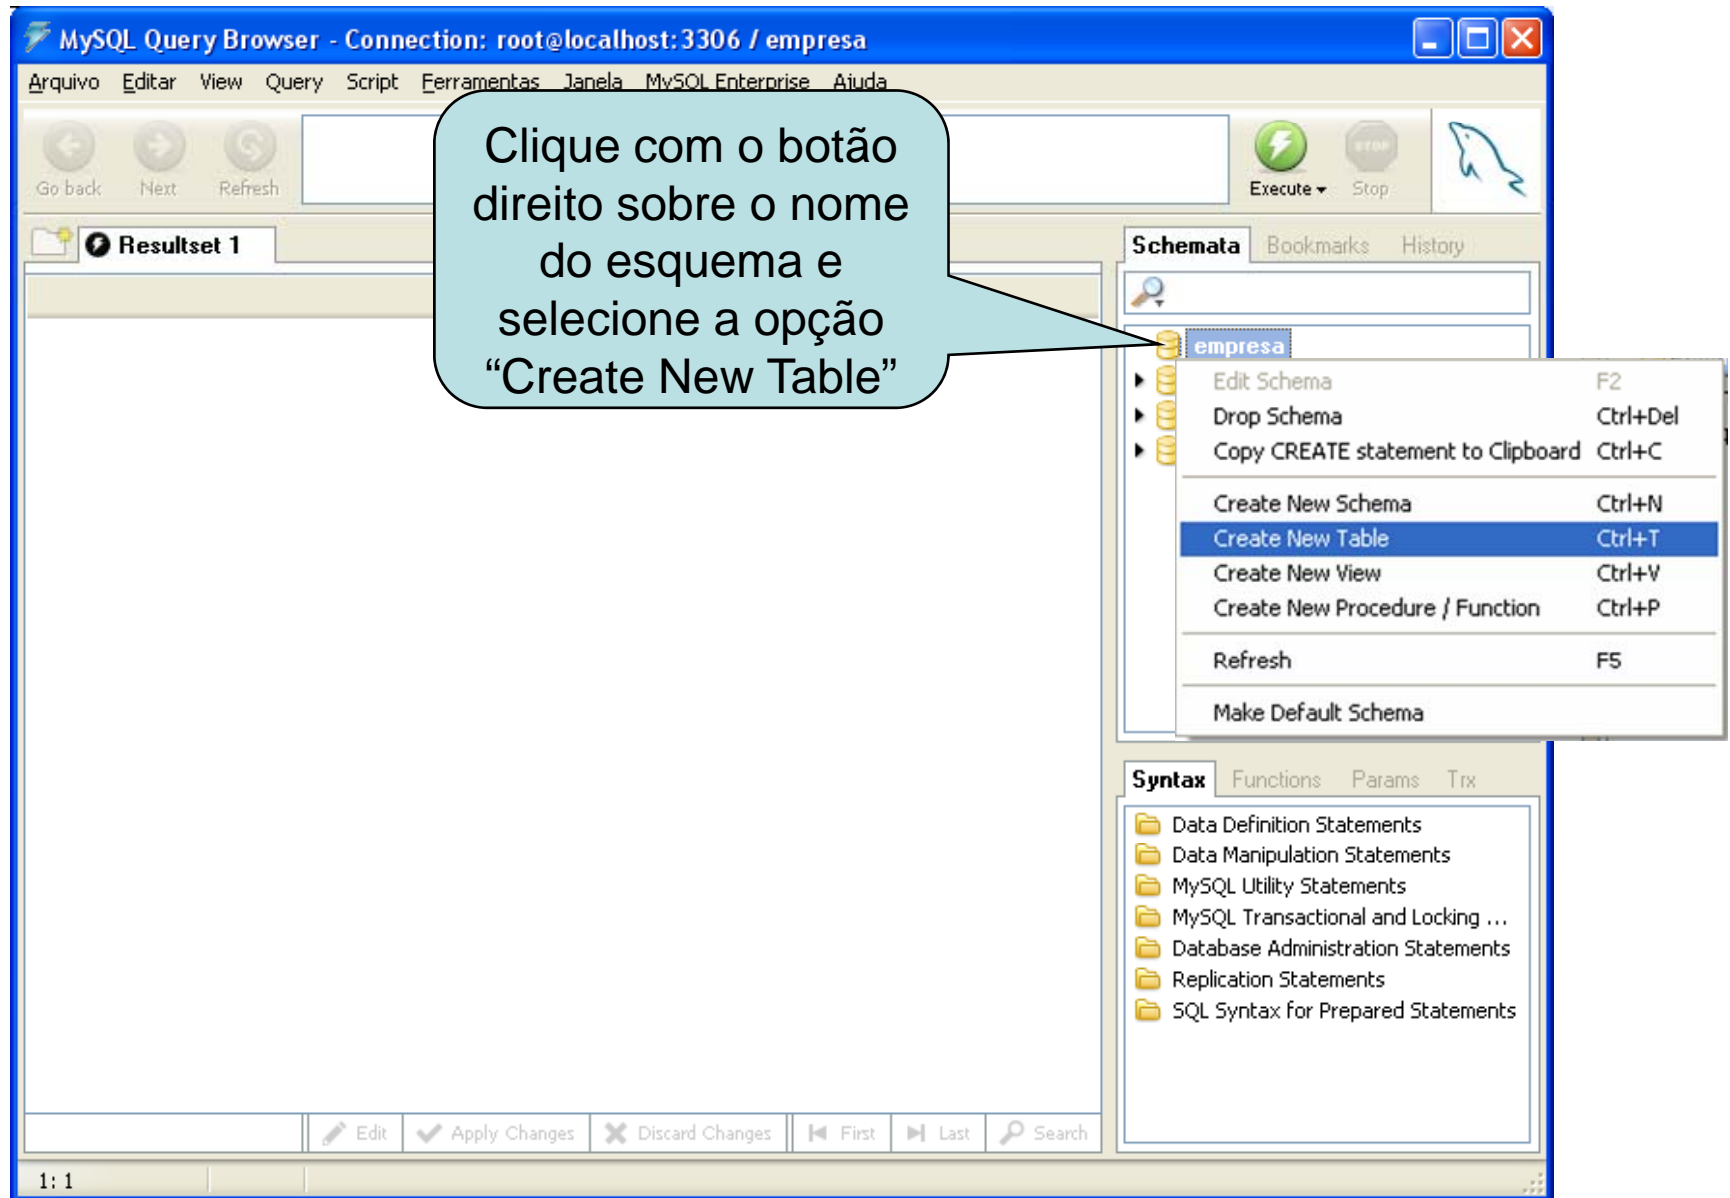 MySQL Query Browser - Connection: root@localhost:3306 / empresa
Arquivo Editar View Query Script Ferramentas Janela MySQL Enterprise Ajuda
Clique com o botão
direito sobre o nome
do esquema e
selecione a opção
“Create New Table”
Go back Next Refresh
Execute STOP Stop
Resultset 1
Schemata Bookmarks History
empresa
Edit Schema F2
Drop Schema Ctrl+Del
Copy CREATE statement to Clipboard Ctrl+C
Create New Schema Ctrl+N
Create New Table Ctrl+T
Create New View Ctrl+V
Create New Procedure / Function Ctrl+P
Refresh F5
Make Default Schema
Syntax Functions Params Trx
Data Definition Statements
Data Manipulation Statements
MySQL Utility Statements
MySQL Transactional and Locking ...
Database Administration Statements
Replication Statements
SQL Syntax for Prepared Statements
Edit Apply Changes Discard Changes First Last Search
1: 1